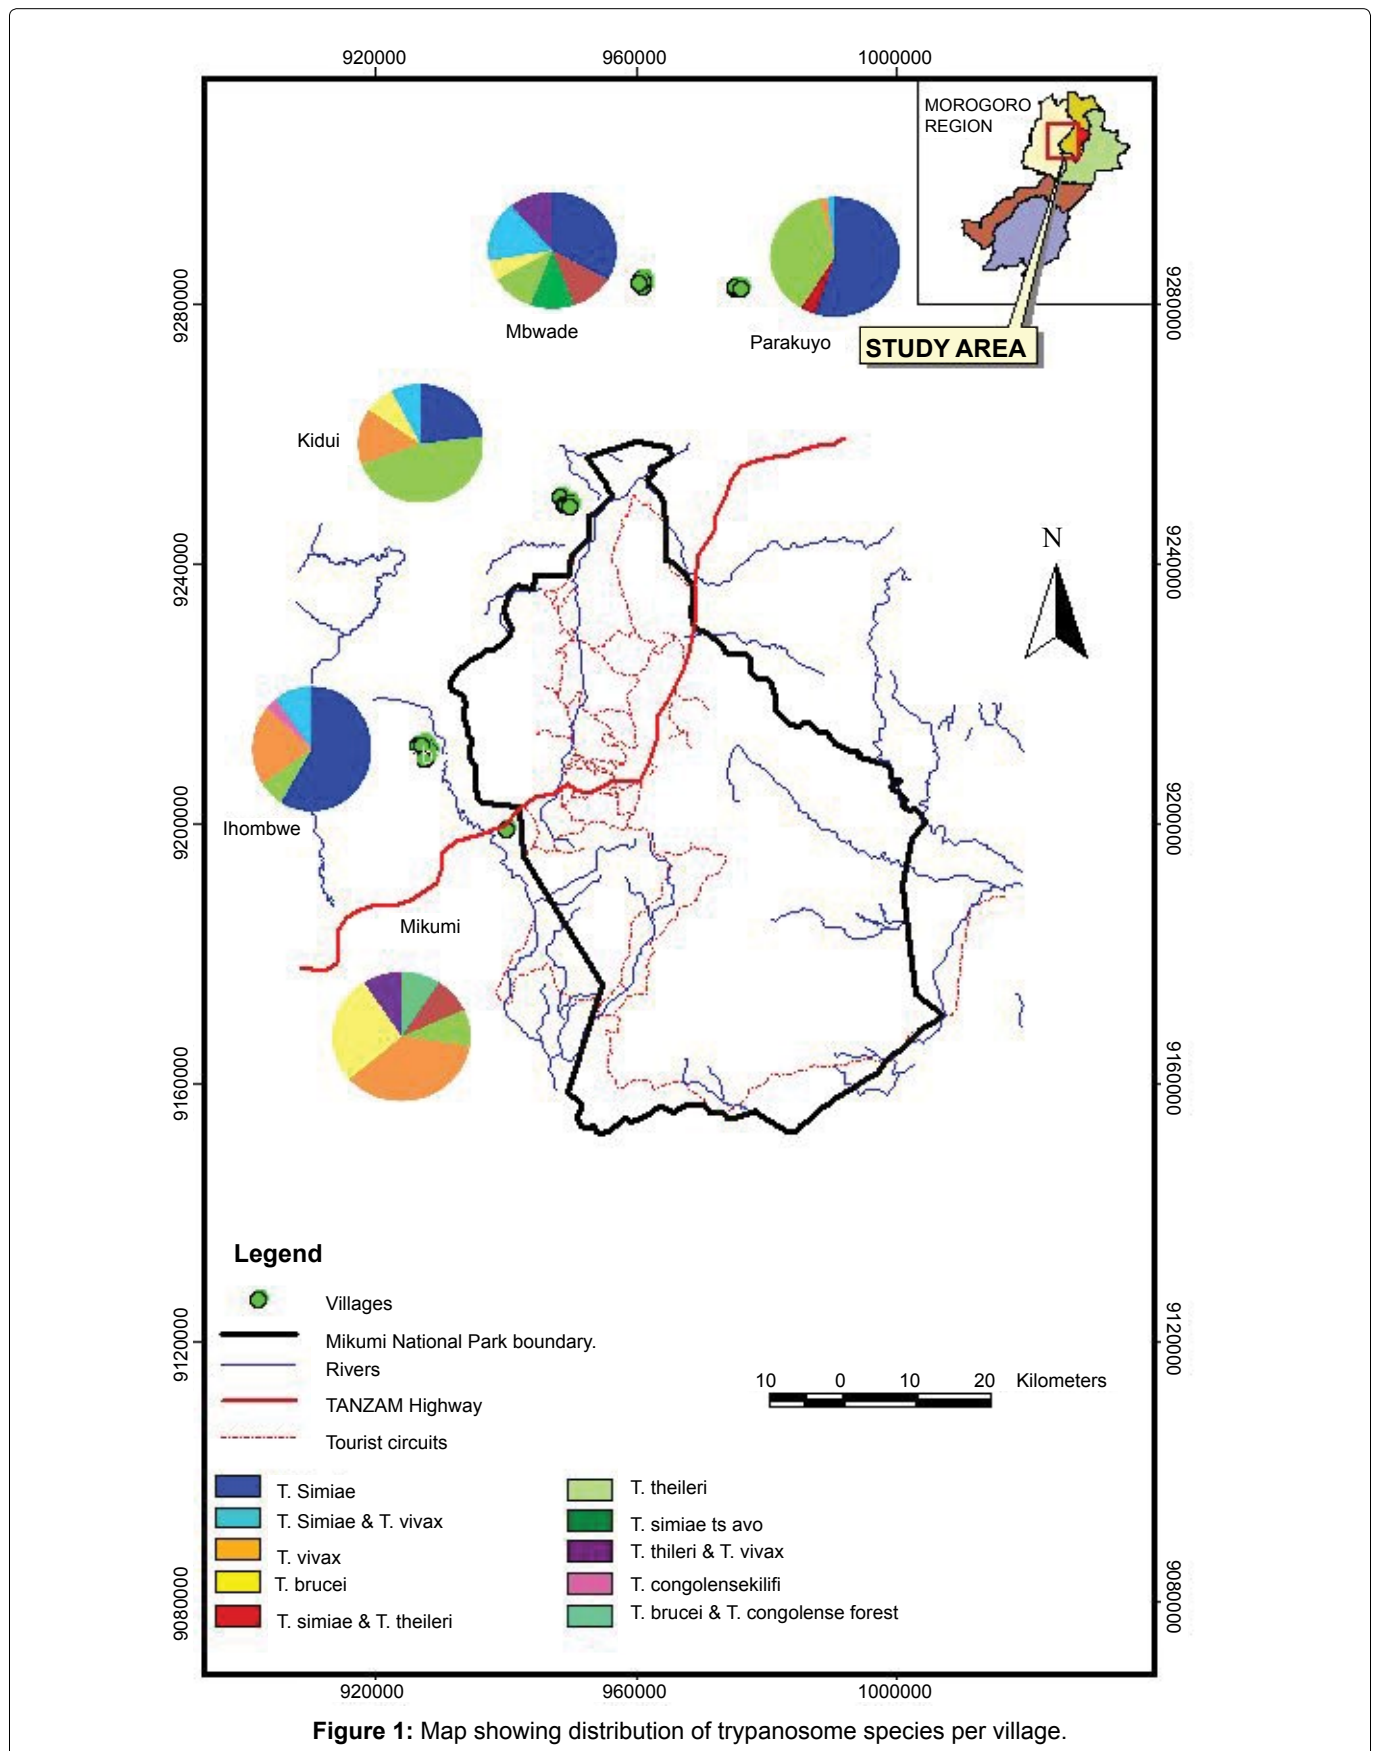 920000 960000 1000000
MOROGORO
REGION
9280000 9280000
Mbwade
Parakuyo
STUDY AREA
Kidui
N
9240000 9240000
Ihombwe
9200000 9200000
Mikumi
9160000 9160000
Legend
Villages
Mikumi National Park boundary.
Rivers
TANZAM Highway
Tourist circuits
9120000 9120000
10 0 10 20 Kilometers
T. Simiae
T. Simiae & T. vivax
T. vivax
T. brucei
T. simiae & T. theileri
T. theileri
T. simiae ts avo
T. thileri & T. vivax
T. congolensekilifi
T. brucei & T. congolense forest
9080000 9080000
920000 960000 1000000
Figure 1: Map showing distribution of trypanosome species per village.